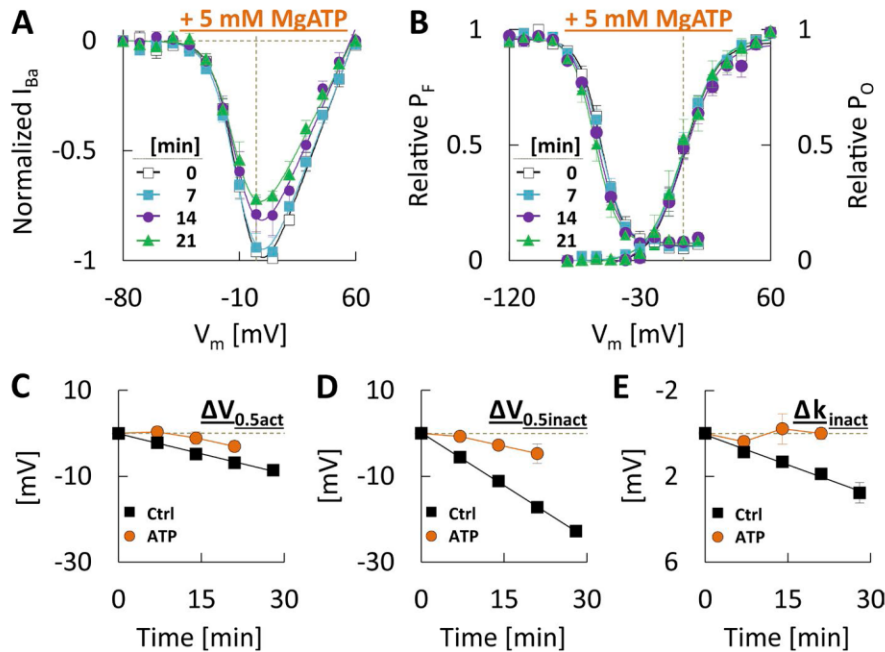 A
+ 5 mM MgATP
Normalized I_Ba
0
-0.5
-1
[min]
0
7
14
21
-80
-10
60
V_m [mV]
B
+ 5 mM MgATP
Relative P_F
1
0.5
0
[min]
0
7
14
21
1
0.5
0
Relative P_O
-120
-30
60
V_m [mV]
C
ΔV_0.5act
[mV]
10
-10
-30
Ctrl
ATP
0
15
30
Time [min]
D
ΔV_0.5inact
[mV]
10
-10
-30
Ctrl
ATP
0
15
30
Time [min]
E
Δk_inact
[mV]
-2
2
6
Ctrl
ATP
0
15
30
Time [min]